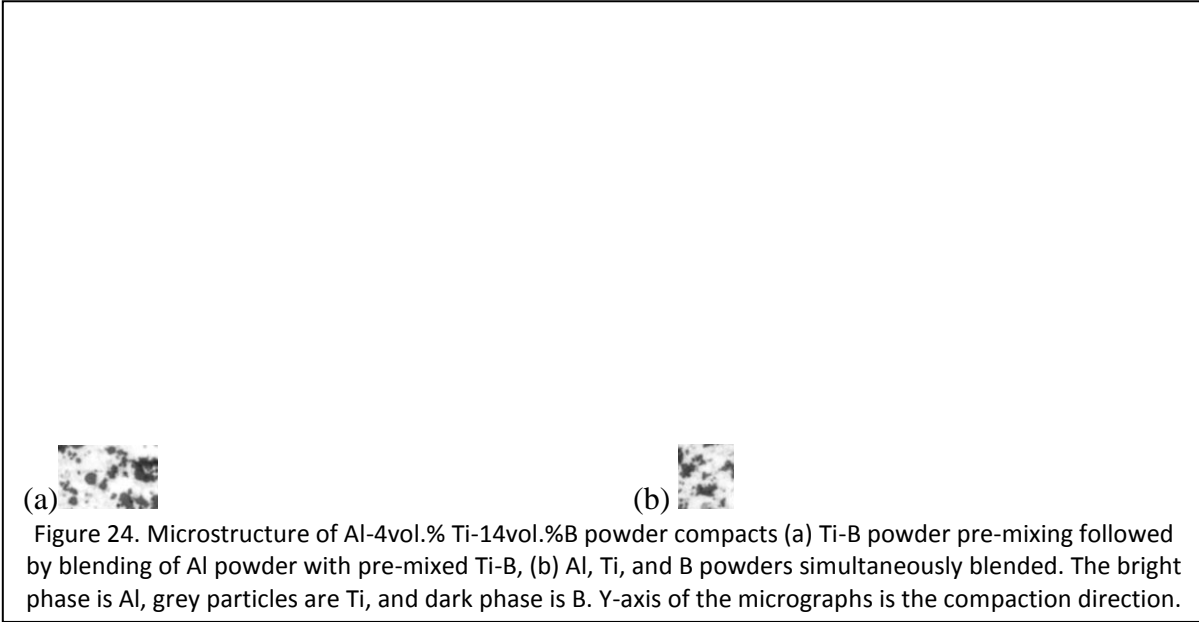 (a) (b)
Figure 24. Microstructure of Al-4vol.% Ti-14vol.%B powder compacts (a) Ti-B powder pre-mixing followed
by blending of Al powder with pre-mixed Ti-B, (b) Al, Ti, and B powders simultaneously blended. The bright
phase is Al, grey particles are Ti, and dark phase is B. Y-axis of the micrographs is the compaction direction.